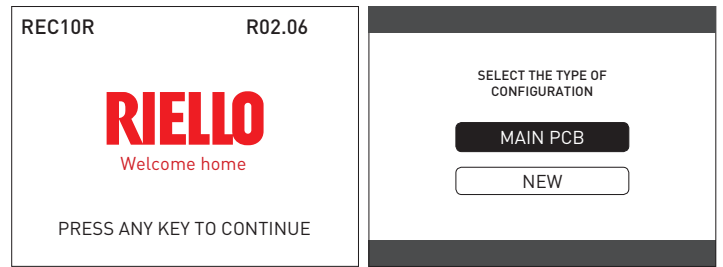 REC10R R02.06
RIELLO
Welcome home
PRESS ANY KEY TO CONTINUE
SELECT THE TYPE OF
CONFIGURATION
MAIN PCB
NEW